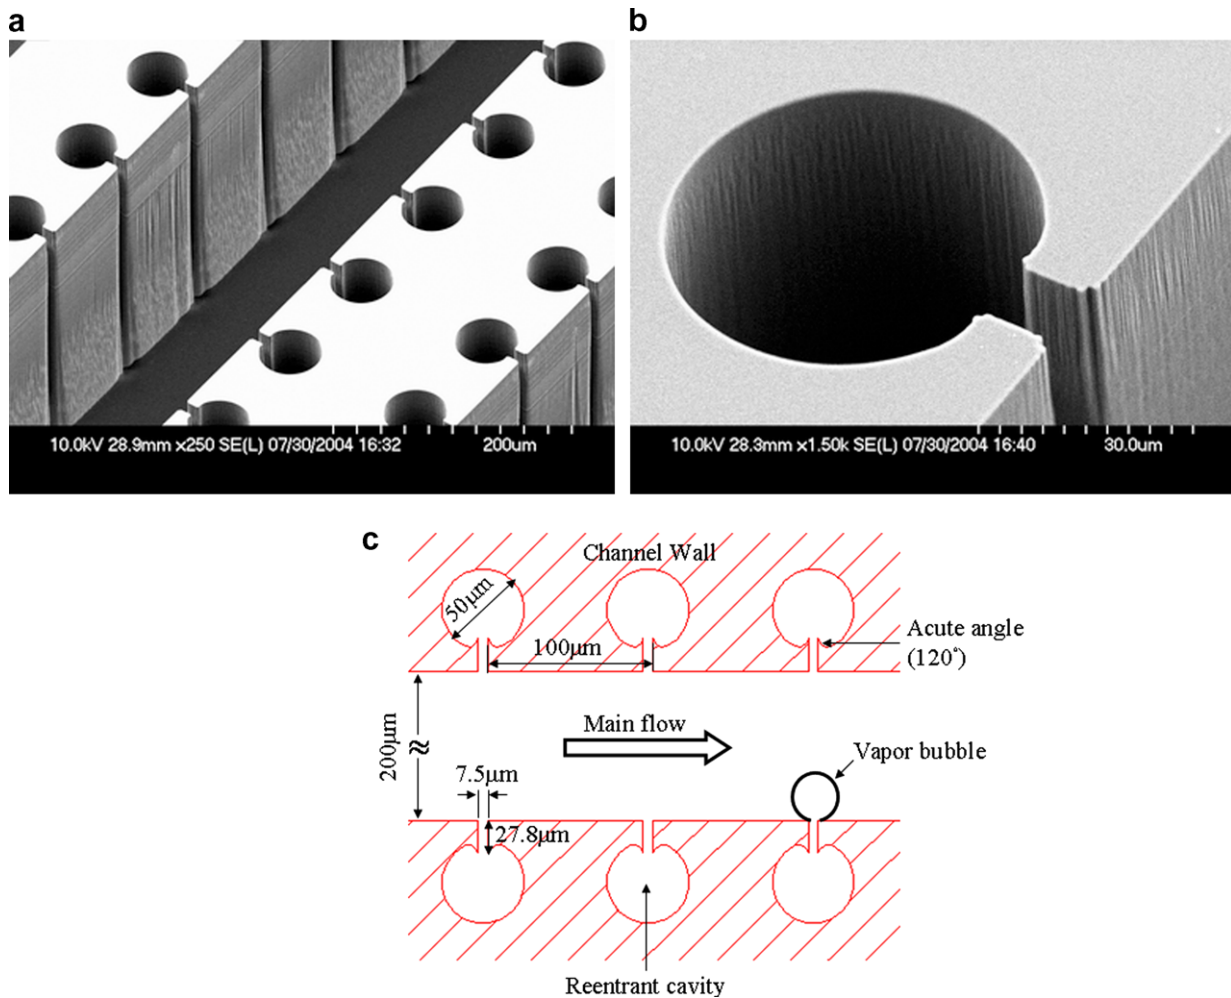 a
b
10.0kV 28.9mm x250 SE(L) 07/30/2004 16:32 200um
10.0kV 28.3mm x1.50k SE(L) 07/30/2004 16:40 30.0um
c
Channel Wall
50μm
100μm
Acute angle
(120°)
200μm
Main flow
Vapor bubble
7.5μm
27.8μm
Reentrant cavity